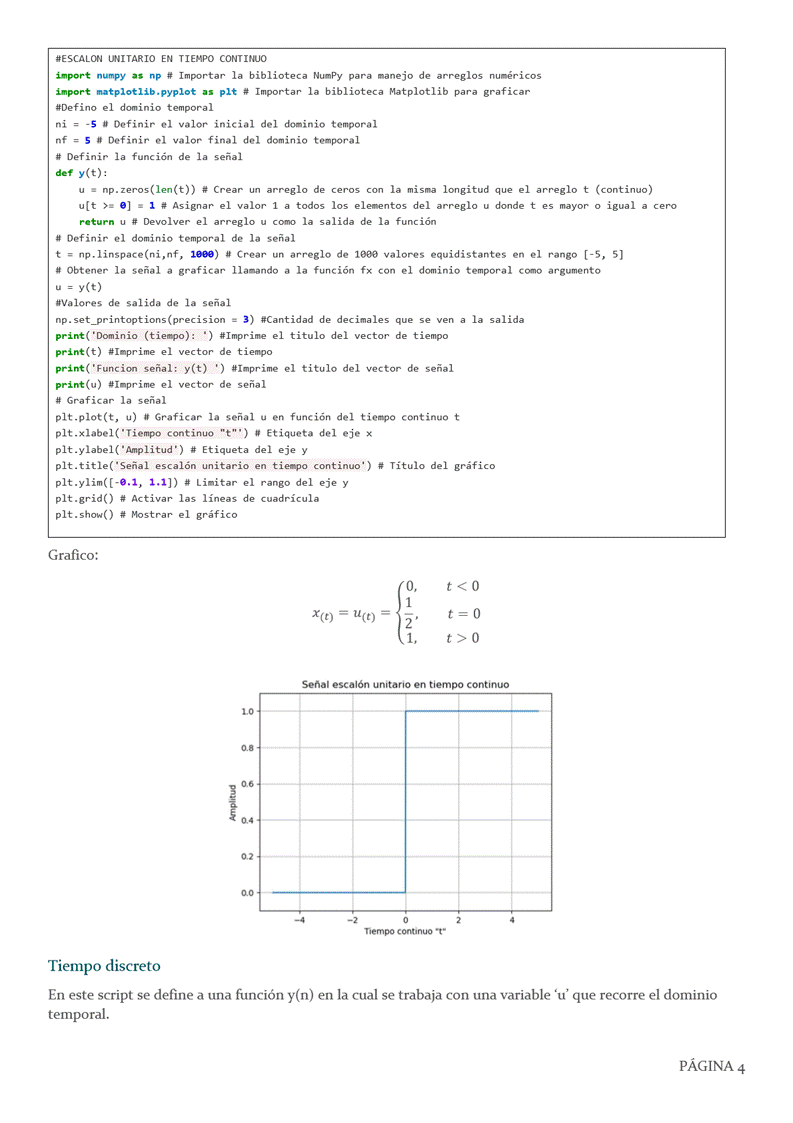 #ESCALON UNITARIO EN TIEMPO CONTINUO
import numpy as np # Importar la biblioteca NumPy para manejo de arreglos numéricos
import matplotlib.pyplot as plt # Importar la biblioteca Matplotlib para graficar
#Defino el dominio temporal
ni = -5 # Definir el valor inicial del dominio temporal
nf = 5 # Definir el valor final del dominio temporal
# Definir la función de la señal
def y(t):
    u = np.zeros(len(t)) # Crear un arreglo de ceros con la misma longitud que el arreglo t (continuo)
    u[t >= 0] = 1 # Asignar el valor 1 a todos los elementos del arreglo u donde t es mayor o igual a cero
    return u # Devolver el arreglo u como la salida de la función
# Definir el dominio temporal de la señal
t = np.linspace(ni,nf, 1000) # Crear un arreglo de 1000 valores equidistantes en el rango [-5, 5]
# Obtener la señal a graficar llamando a la función fx con el dominio temporal como argumento
u = y(t)
#Valores de salida de la señal
np.set_printoptions(precision = 3) #Cantidad de decimales que se ven a la salida
print('Dominio (tiempo): ') #Imprime el titulo del vector de tiempo
print(t) #Imprime el vector de tiempo
print('Funcion señal: y(t) ') #Imprime el titulo del vector de señal
print(u) #Imprime el vector de señal
# Graficar la señal
plt.plot(t, u) # Graficar la señal u en función del tiempo continuo t
plt.xlabel('Tiempo continuo "t"') # Etiqueta del eje x
plt.ylabel('Amplitud') # Etiqueta del eje y
plt.title('Señal escalón unitario en tiempo continuo') # Título del gráfico
plt.ylim([-0.1, 1.1]) # Limitar el rango del eje y
plt.grid() # Activar las líneas de cuadrícula
plt.show() # Mostrar el gráfico
Grafico:
0, t < 0
x(t) = u(t) = { 1/2, t = 0
1, t > 0
Señal escalón unitario en tiempo continuo
1.0
0.8
0.6
0.4
0.2
0.0
Amplitud
−4 −2 0 2 4
Tiempo continuo "t"
Tiempo discreto
En este script se define a una función y(n) en la cual se trabaja con una variable ‘u’ que recorre el dominio
temporal.
PÁGINA 4